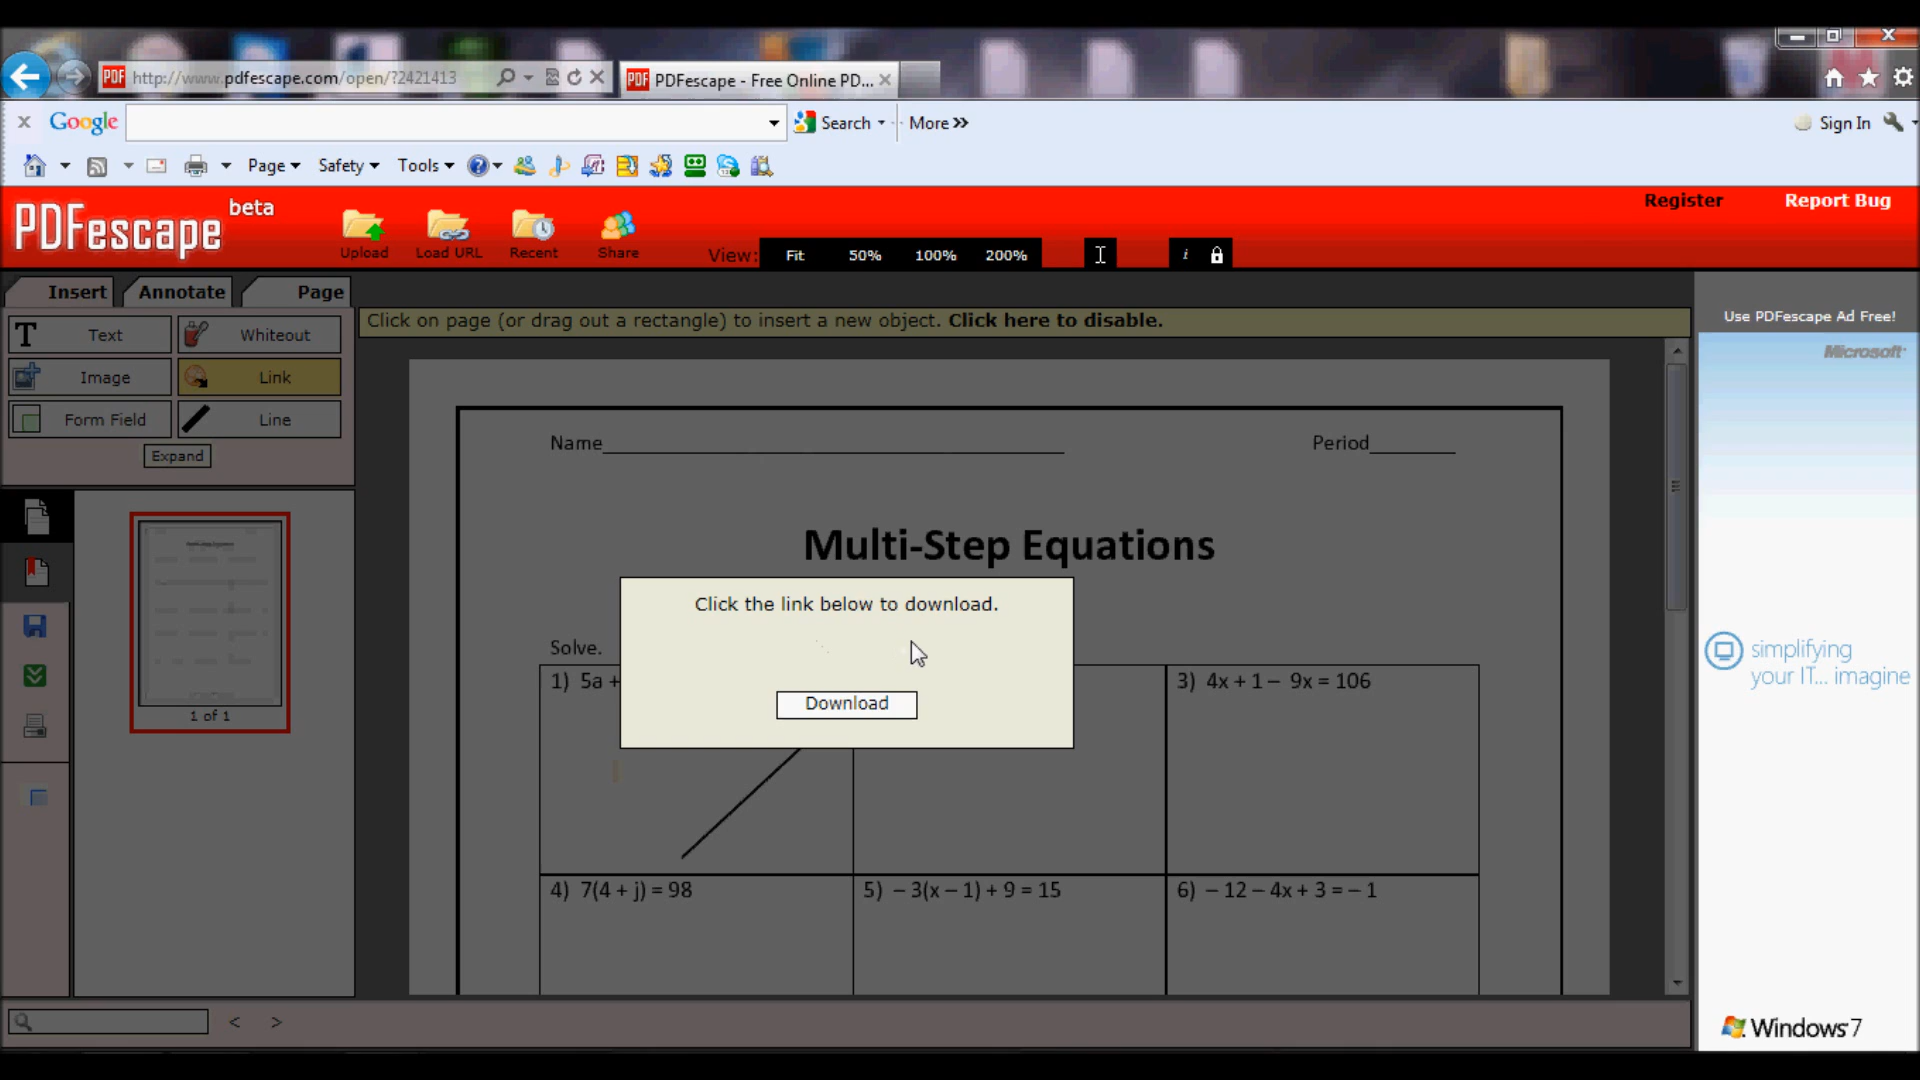 PDF http://www.pdfescape.com/open/?2421413
PDF PDFescape - Free Online PD...
x Google Search More »
Sign In
Page Safety Tools
PDFescape beta
Register Report Bug
Upload Load URL Recent Share View: Fit 50% 100% 200% i
Insert Annotate Page
Click on page (or drag out a rectangle) to insert a new object. Click here to disable.
Use PDFescape Ad Free!
T Text Whiteout
Image Link
Form Field Line
Expand
Microsoft
Name Period
Multi-Step Equations
Click the link below to download.
Download
Solve.
1) 5a +
3) 4x + 1 – 9x = 106
4) 7(4 + j) = 98
5) – 3(x – 1) + 9 = 15
6) – 12 – 4x + 3 = – 1
1 of 1
simplifying
your IT... imagine
< >
Windows 7